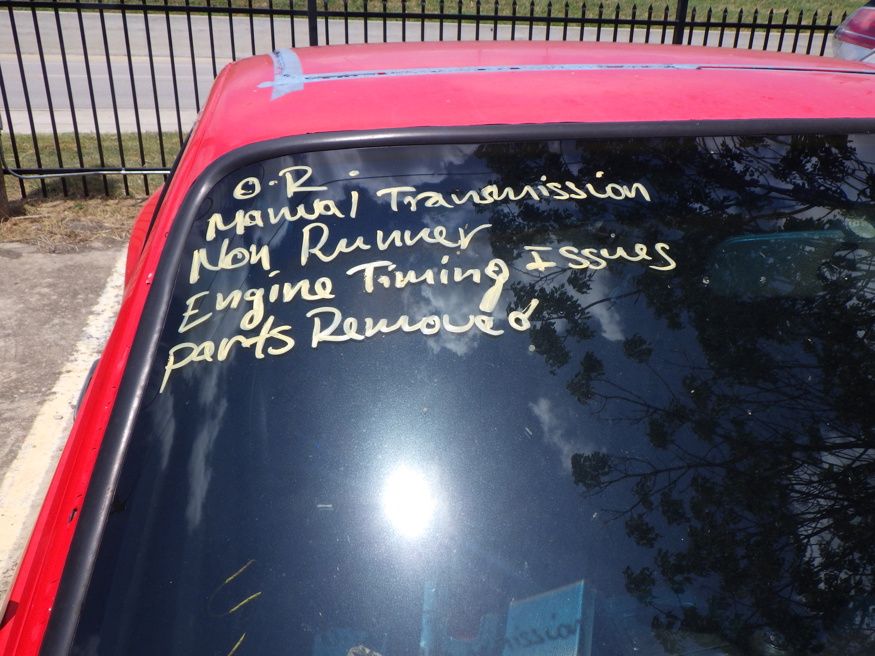 O.R.
Manual Transmission
Non Runner
Engine Timing Issues
Parts Removed